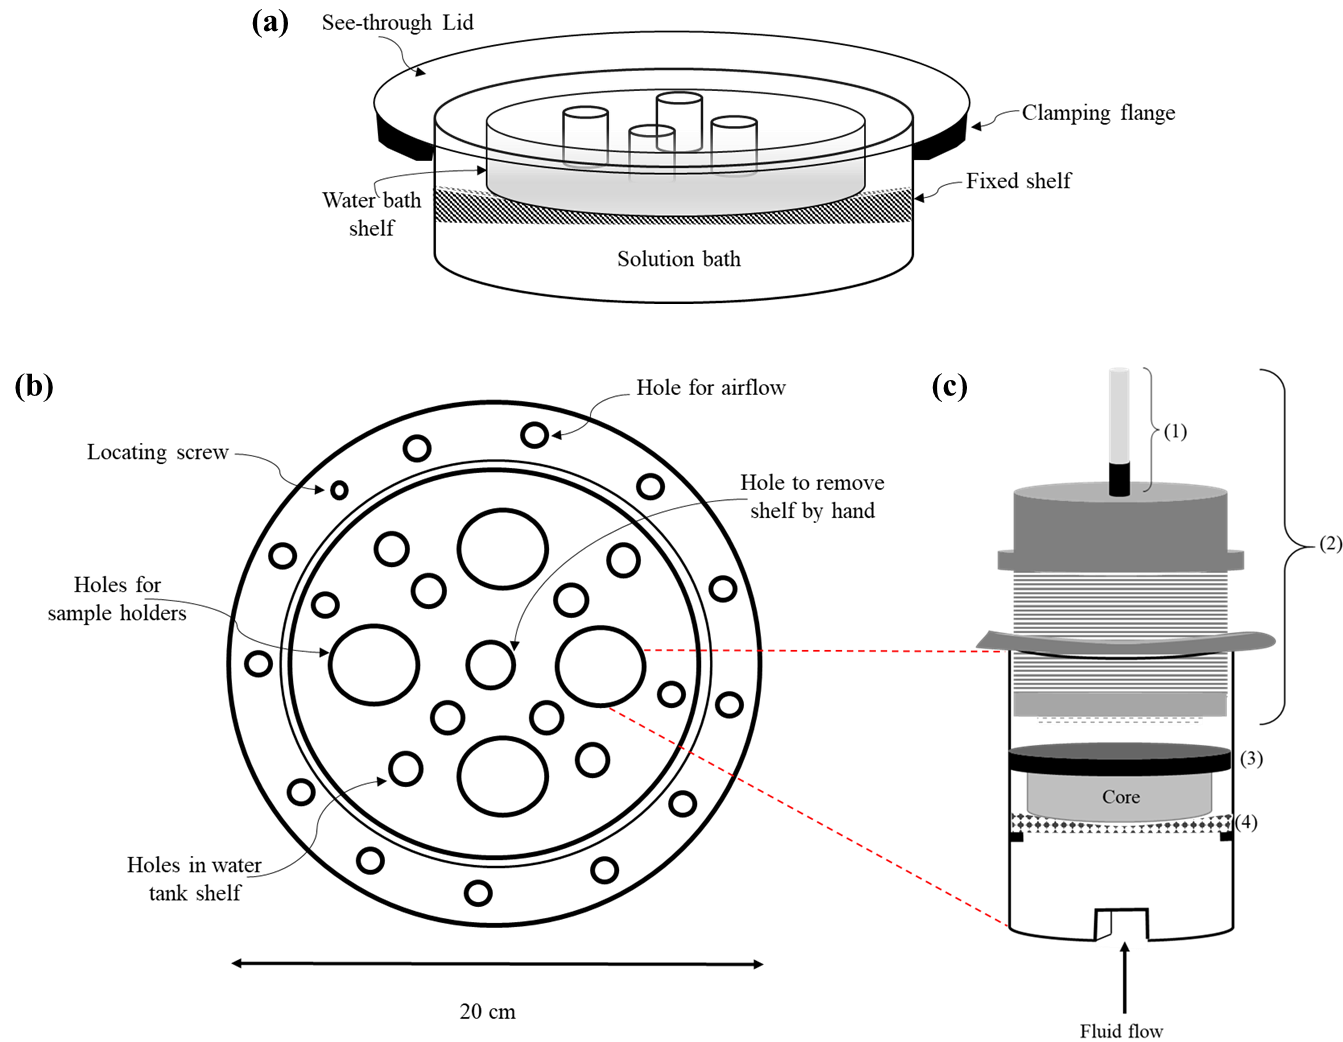 (a)
See-through Lid
Clamping flange
Fixed shelf
Water bath
shelf
Solution bath
(b)
Hole for airflow
Locating screw
Hole to remove
shelf by hand
Holes for
sample holders
Holes in water
tank shelf
20 cm
(c)
(1)
(2)
(3)
Core
(4)
Fluid flow